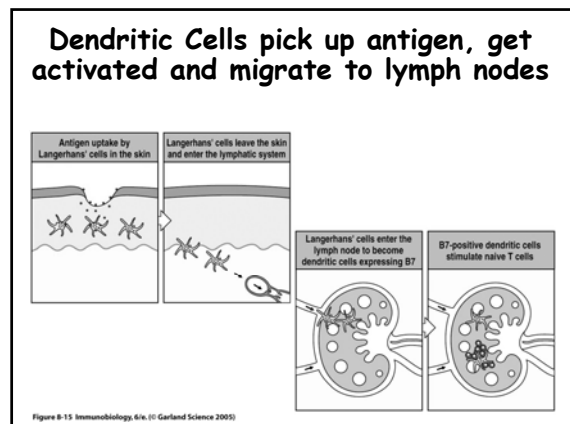 Dendritic Cells pick up antigen, get
activated and migrate to lymph nodes
Antigen uptake by
Langerhans' cells in the skin
Langerhans' cells leave the skin
and enter the lymphatic system
Langerhans' cells enter the
lymph node to become
dendritic cells expressing B7
B7-positive dendritic cells
stimulate naive T cells
Figure 8-15 Immunobiology, 6/e. (© Garland Science 2005)